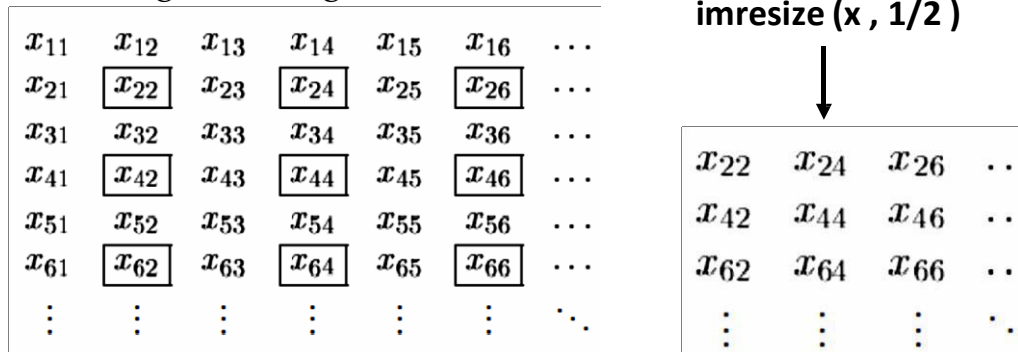 imresize (x , 1/2 )
x11 x12 x13 x14 x15 x16 ...
x21 x22 x23 x24 x25 x26 ...
x31 x32 x33 x34 x35 x36 ...
x41 x42 x43 x44 x45 x46 ...
x51 x52 x53 x54 x55 x56 ...
x61 x62 x63 x64 x65 x66 ...
⋮ ⋮ ⋮ ⋮ ⋮ ⋮ ⋱
x22 x24 x26 ..
x42 x44 x46 ..
x62 x64 x66 ..
⋮ ⋮ ⋮ ⋱